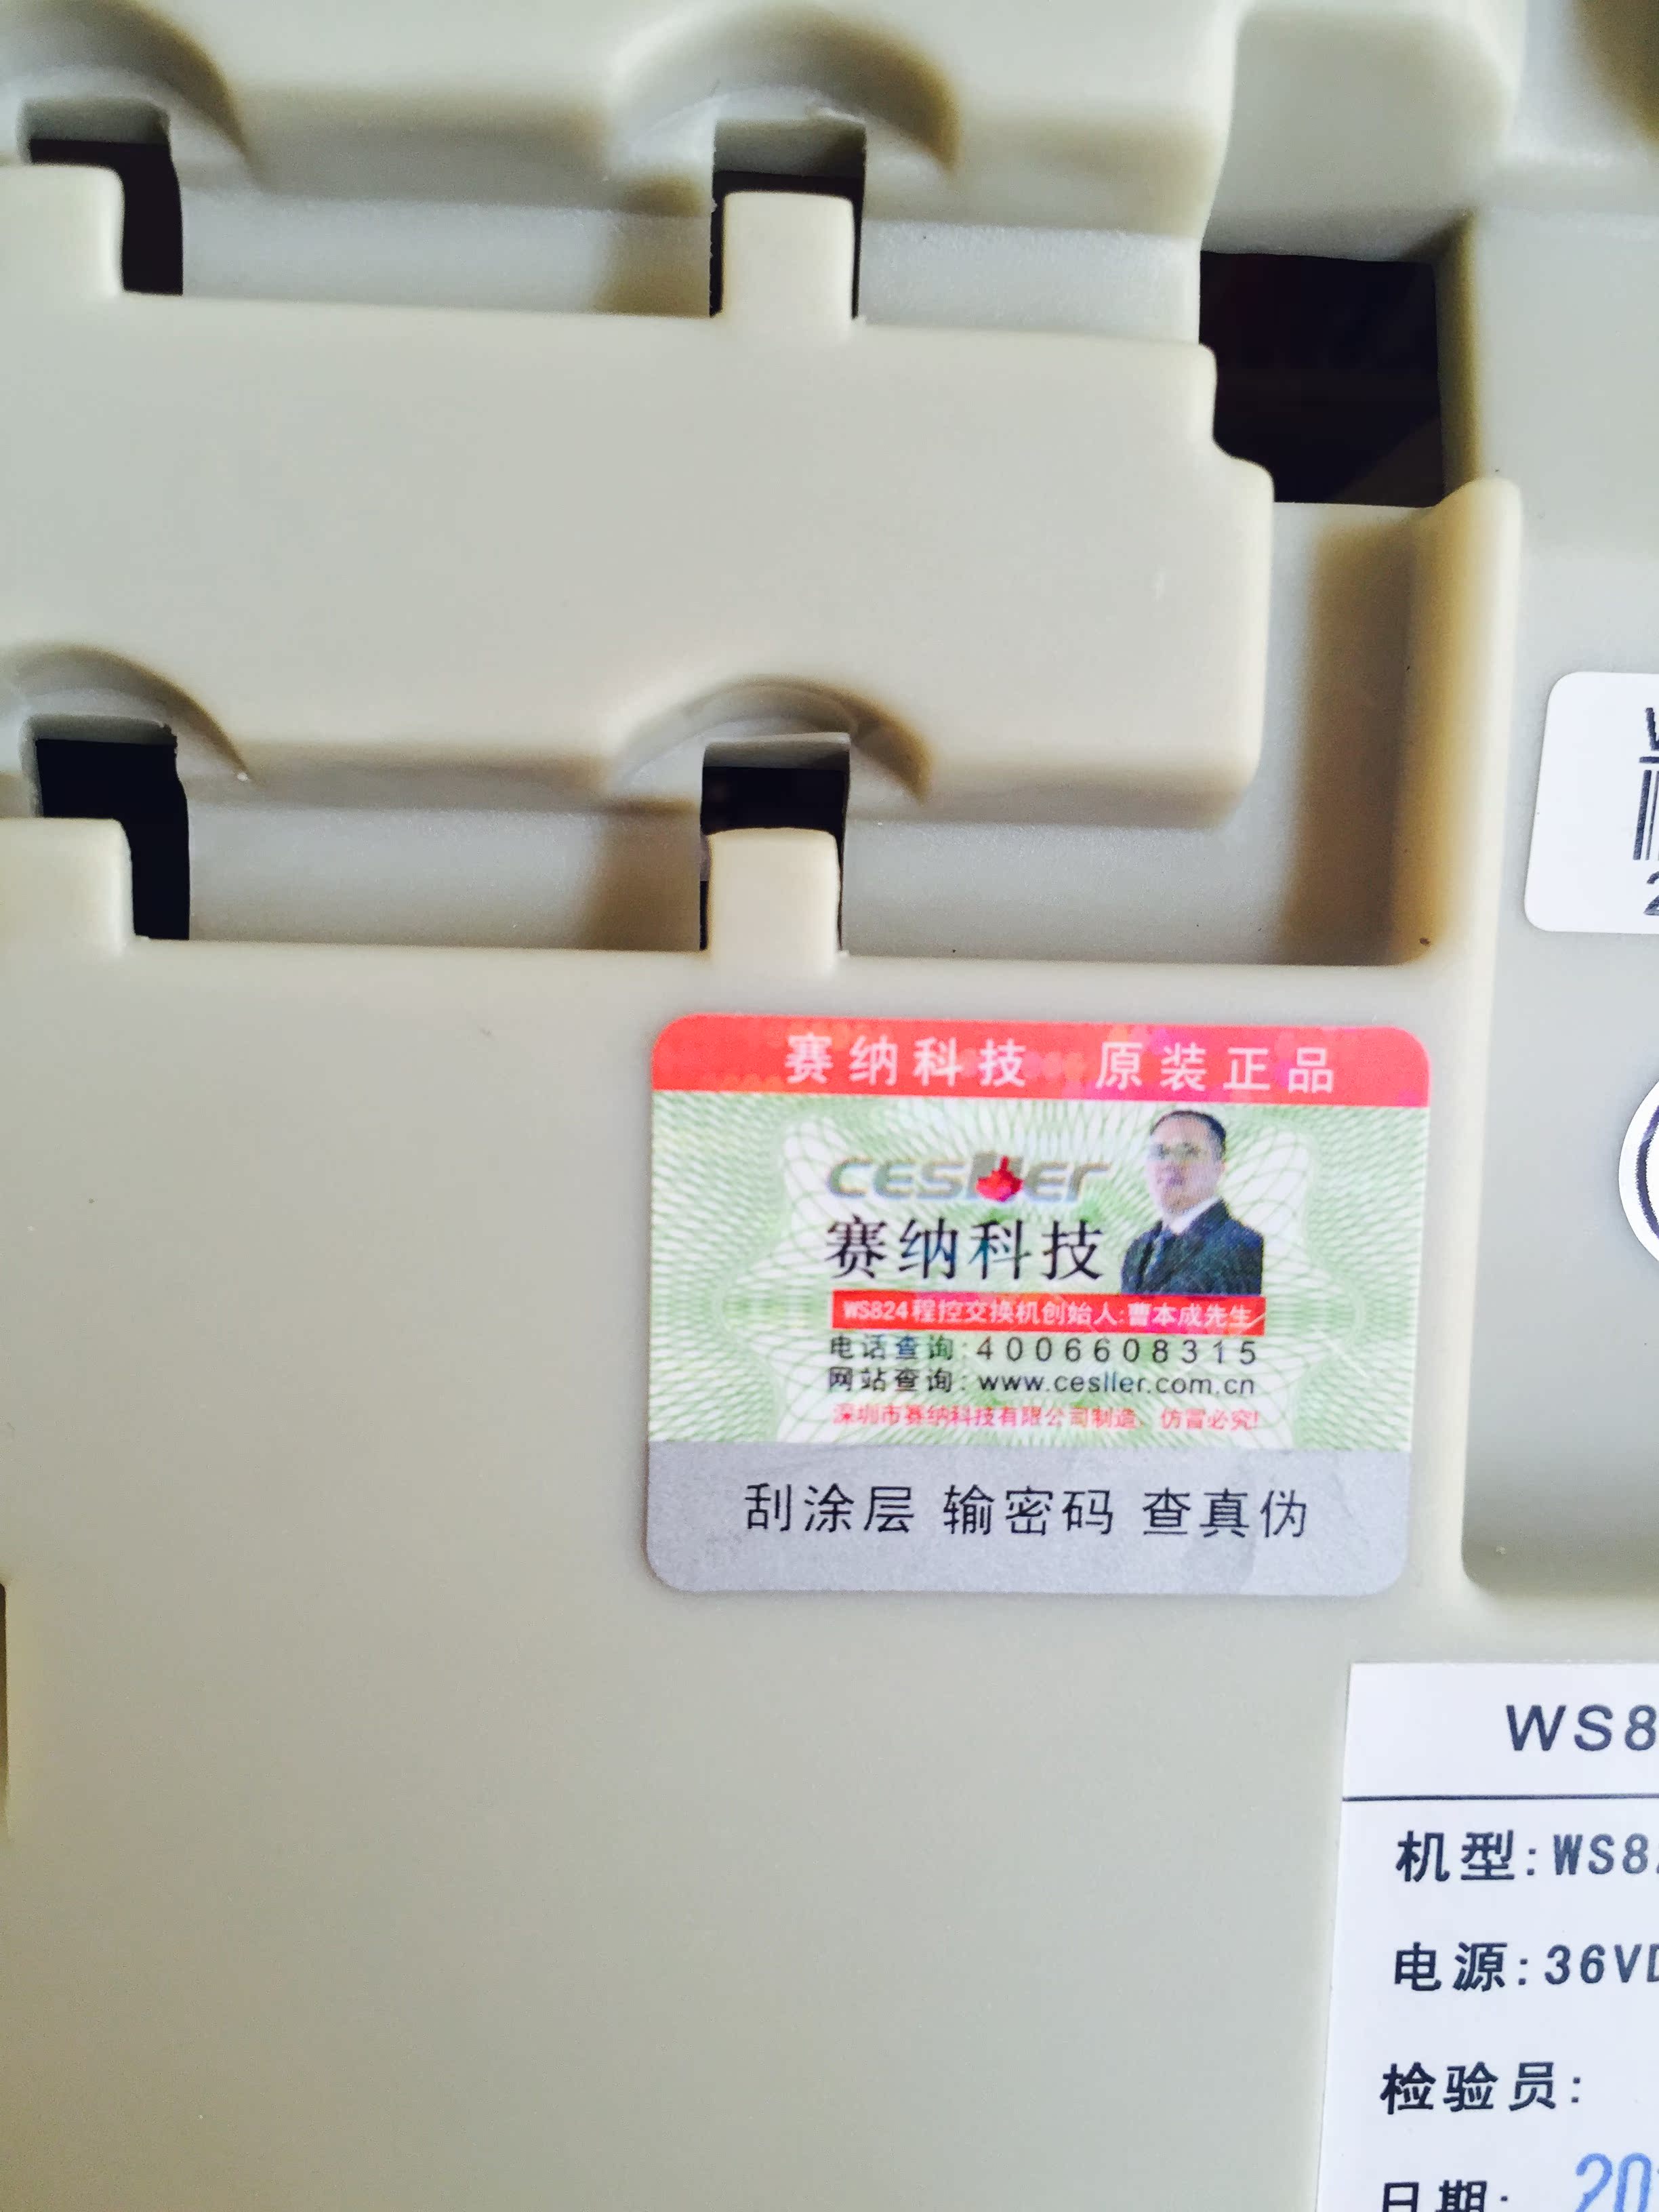 赛纳科技 原装正品
cesller
赛纳科技
WS824程控交换机创始人:曹本成先生
电话查询:4006608315
网站查询:www.cesller.com.cn
深圳市赛纳科技有限公司制造、仿冒必究!
刮涂层 输密码 查真伪
WS8
机型:WS8
电源:36VD
检验员:
日期: 20